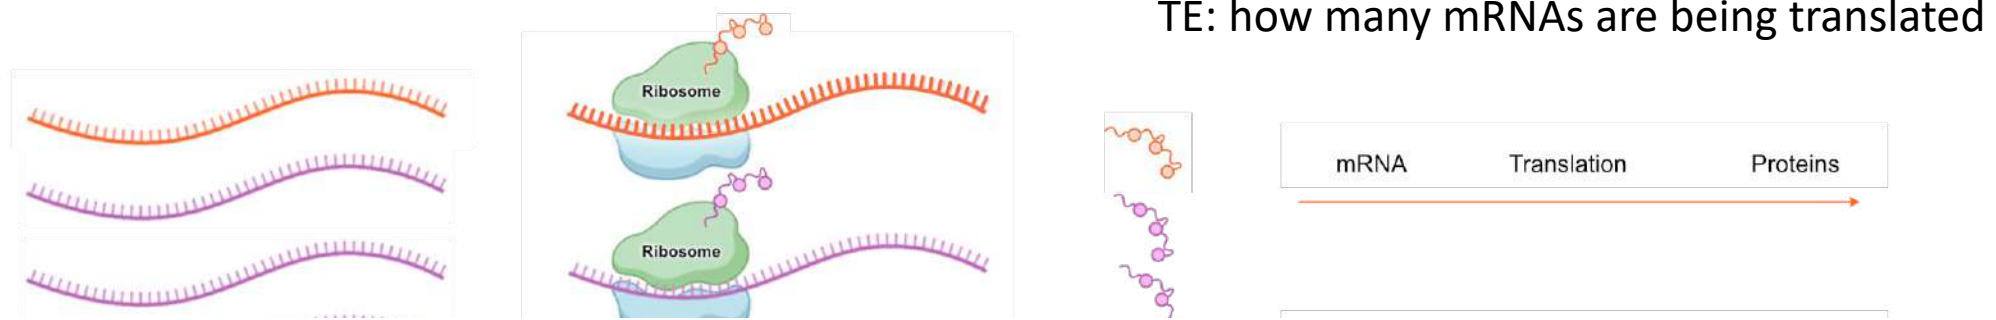 TE: how many mRNAs are being translated
Ribosome
mRNA Translation Proteins
Ribosome